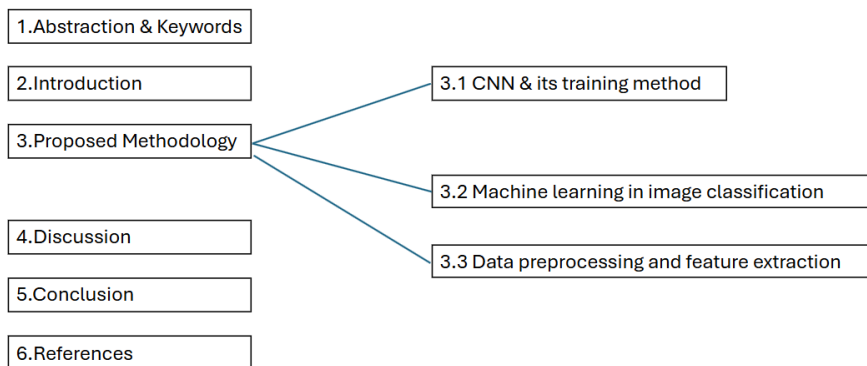 1.Abstraction & Keywords
2.Introduction
3.Proposed Methodology
3.1 CNN & its training method
3.2 Machine learning in image classification
3.3 Data preprocessing and feature extraction
4.Discussion
5.Conclusion
6.References